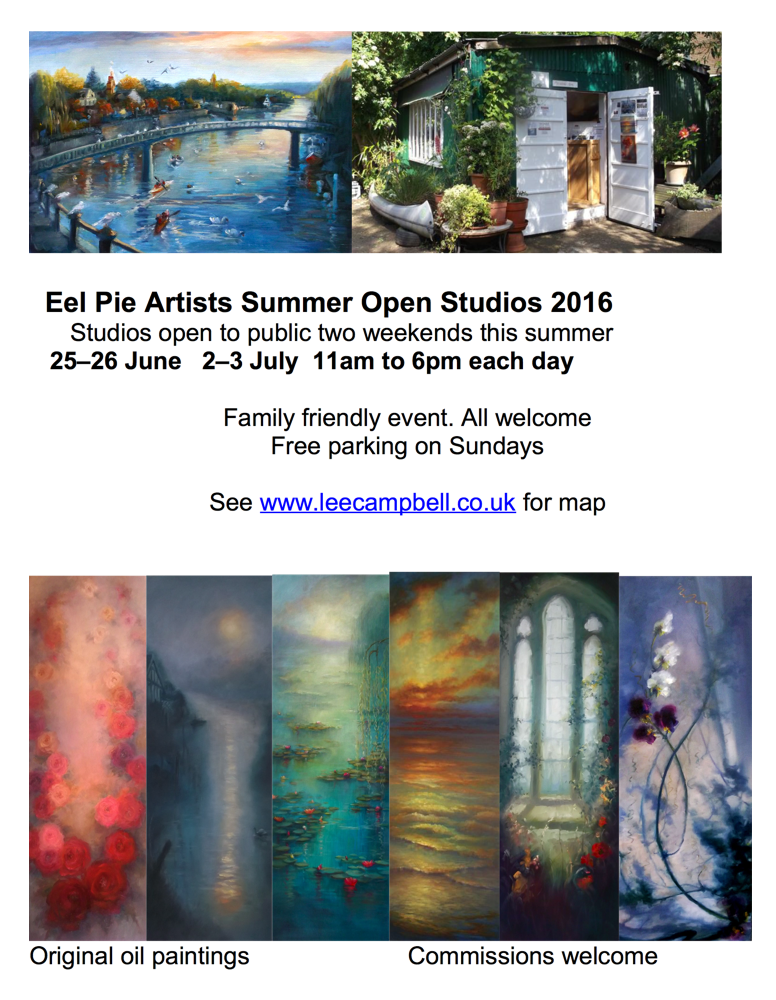 Eel Pie Artists Summer Open Studios 2016
Studios open to public two weekends this summer
25–26 June 2–3 July 11am to 6pm each day
Family friendly event. All welcome
Free parking on Sundays
See www.leecampbell.co.uk for map
Original oil paintings
Commissions welcome